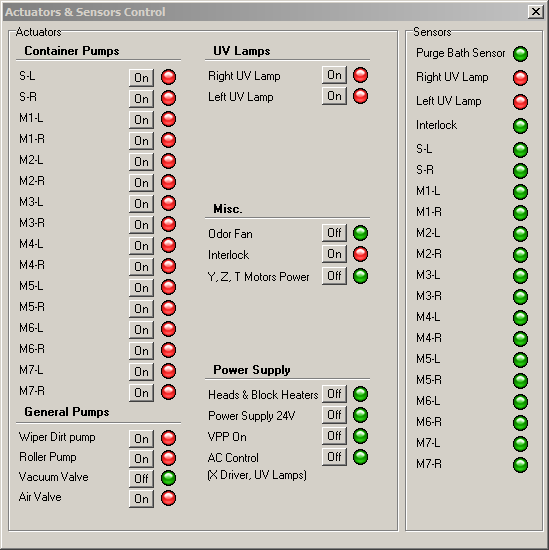 Actuators & Sensors Control
Actuators
Container Pumps
S-L On
S-R On
M1-L On
M1-R On
M2-L On
M2-R On
M3-L On
M3-R On
M4-L On
M4-R On
M5-L On
M5-R On
M6-L On
M6-R On
M7-L On
M7-R On
General Pumps
Wiper Dirt pump On
Roller Pump On
Vacuum Valve Off
Air Valve On
UV Lamps
Right UV Lamp On
Left UV Lamp On
Misc.
Odor Fan Off
Interlock On
Y, Z, T Motors Power Off
Power Supply
Heads & Block Heaters Off
Power Supply 24V Off
VPP On Off
AC Control Off
(X Driver, UV Lamps)
Sensors
Purge Bath Sensor
Right UV Lamp
Left UV Lamp
Interlock
S-L
S-R
M1-L
M1-R
M2-L
M2-R
M3-L
M3-R
M4-L
M4-R
M5-L
M5-R
M6-L
M6-R
M7-L
M7-R